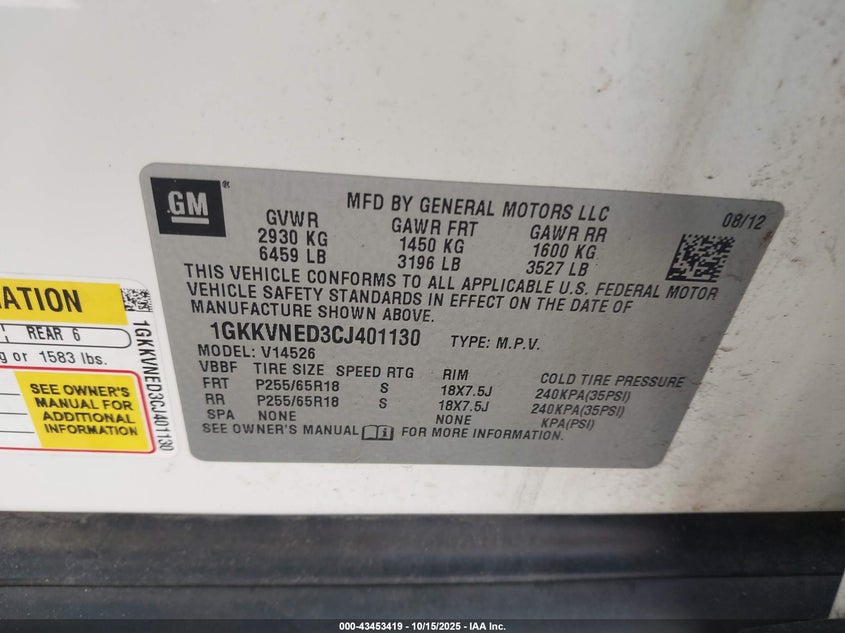 GM
®
MFD BY GENERAL MOTORS LLC
08/12
GVWR GAWR FRT GAWR RR
2930 KG 1450 KG 1600 KG
6459 LB 3196 LB 3527 LB
THIS VEHICLE CONFORMS TO ALL APPLICABLE U.S. FEDERAL MOTOR
VEHICLE SAFETY STANDARDS IN EFFECT ON THE DATE OF
MANUFACTURE SHOWN ABOVE.
1GKKVNED3CJ401130 TYPE: M.P.V.
MODEL: V14526
VBBF TIRE SIZE SPEED RTG RIM COLD TIRE PRESSURE
FRT P255/65R18 S 18X7.5J 240KPA(35PSI)
RR P255/65R18 S 18X7.5J 240KPA(35PSI)
SPA NONE NONE KPA(PSI)
SEE OWNER'S MANUAL FOR MORE INFORMATION.
REAR 6
1583 lbs.
SEE OWNER'S
MANUAL FOR
ADDITIONAL
INFORMATION
1GKKVNED3CJ401130
000-43453419 - 10/15/2025 - IAA Inc.